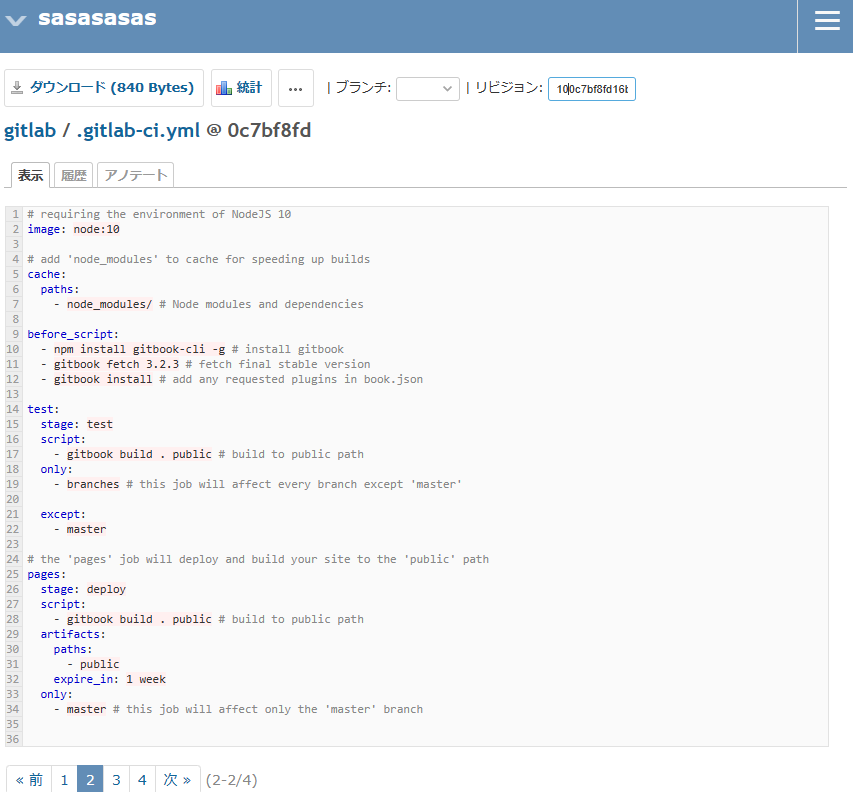 sasasasas
ダウンロード (840 Bytes) 統計 ... | ブランチ: | リビジョン: 100c7bf8fd16b
gitlab / .gitlab-ci.yml @ 0c7bf8fd
表示 履歴 アノテート
1 # requiring the environment of NodeJS 10
2 image: node:10
3
4 # add 'node_modules' to cache for speeding up builds
5 cache:
6 paths:
7 - node_modules/ # Node modules and dependencies
8
9 before_script:
10 - npm install gitbook-cli -g # install gitbook
11 - gitbook fetch 3.2.3 # fetch final stable version
12 - gitbook install # add any requested plugins in book.json
13
14 test:
15 stage: test
16 script:
17 - gitbook build . public # build to public path
18 only:
19 - branches # this job will affect every branch except 'master'
20
21 except:
22 - master
23
24 # the 'pages' job will deploy and build your site to the 'public' path
25 pages:
26 stage: deploy
27 script:
28 - gitbook build . public # build to public path
29 artifacts:
30 paths:
31 - public
32 expire_in: 1 week
33 only:
34 - master # this job will affect only the 'master' branch
35
36
« 前 1 2 3 4 次 » (2-2/4)